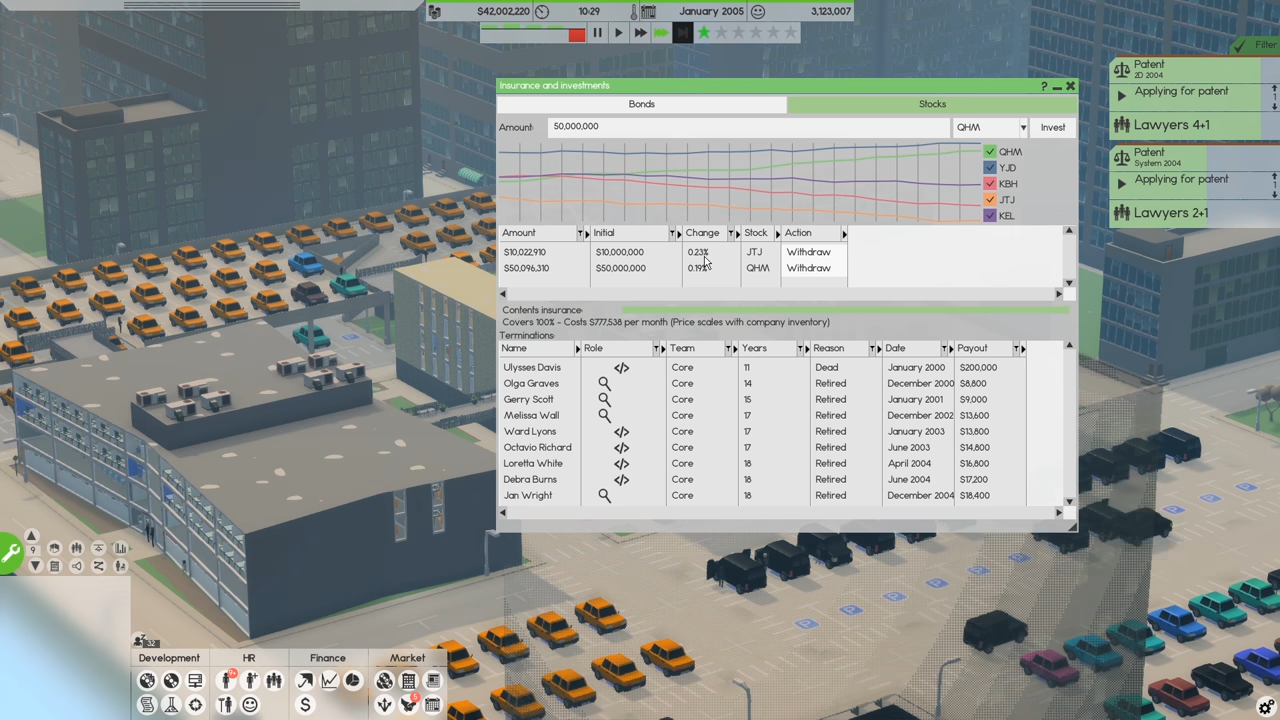 $42,002,220 10:29 January 2005 3,123,007
Filter
Insurance and investments ?
Bonds Stocks
Amount: 50,000,000 QHM Invest
QHM
YJD
KBH
JTJ
KEL
Amount Initial Change Stock Action
$10,022,910 $10,000,000 0.23% JTJ Withdraw
$50,096,310 $50,000,000 0.19% QHM Withdraw
Contents insurance:
Covers 100% - Costs $777,538 per month (Price scales with company inventory)
Terminations:
Name Role Team Years Reason Date Payout
Ulysses Davis </> Core 11 Dead January 2000 $200,000
Olga Graves Core 14 Retired December 2000 $8,800
Gerry Scott Core 15 Retired January 2001 $9,000
Melissa Wall Core 17 Retired December 2002 $13,600
Ward Lyons </> Core 17 Retired January 2003 $13,800
Octavio Richard </> Core 17 Retired June 2003 $14,800
Loretta White </> Core 18 Retired April 2004 $16,800
Debra Burns </> Core 18 Retired June 2004 $17,200
Jan Wright Core 18 Retired December 2004 $18,400
Patent
2D 2004
Applying for patent
1
Lawyers 4+1
Patent
System 2004
Applying for patent
1
Lawyers 2+1
9
32
Development HR Finance Market